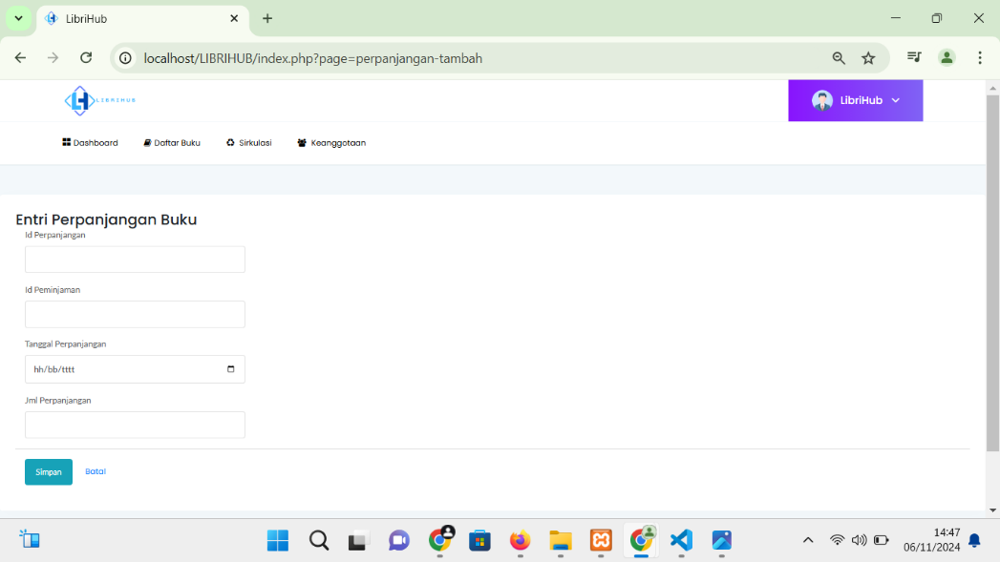 LibriHub
localhost/LIBRIHUB/index.php?page=perpanjangan-tambah
LIBRIHUB
LibriHub
Dashboard
Daftar Buku
Sirkulasi
Keanggotaan
Entri Perpanjangan Buku
Id Perpanjangan
Id Peminjaman
Tanggal Perpanjangan
hh/bb/tttt
Jml Perpanjangan
Simpan
Batal
14:47
06/11/2024